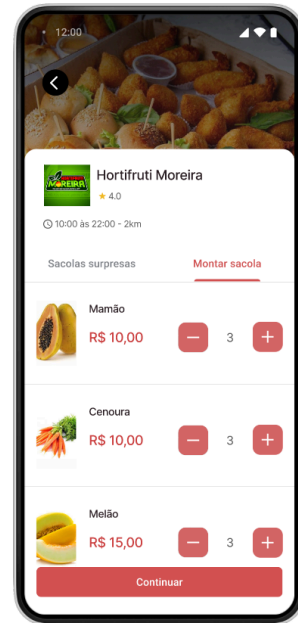 12:00
Hortifruti Moreira
MOREIRA
4.0
10:00 às 22:00 - 2km
Sacolas surpresas Montar sacola
Mamão
R$ 10,00 3
Cenoura
R$ 10,00 3
Melão
R$ 15,00 3
Continuar